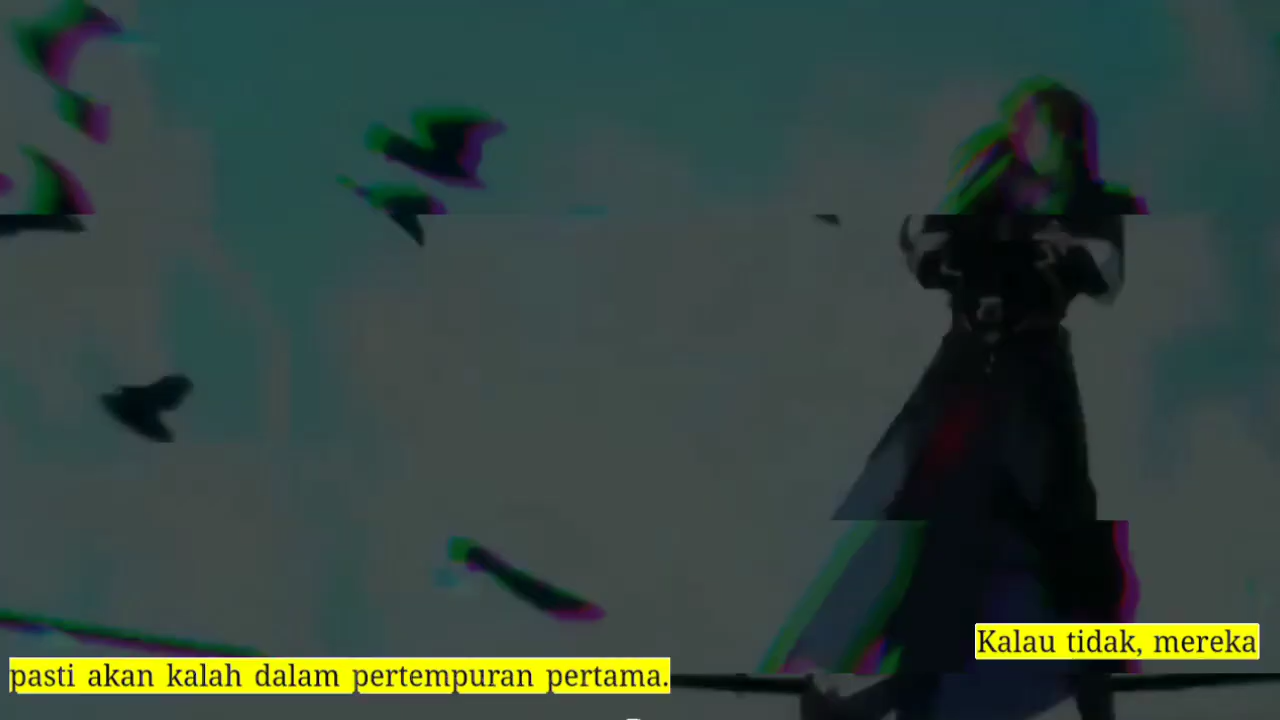 Kalau tidak, mereka
pasti akan kalah dalam pertempuran pertama.